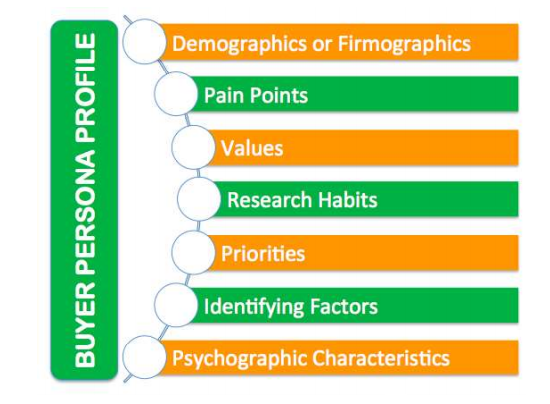 BUYER PERSONA PROFILE
Demographics or Firmographics
Pain Points
Values
Research Habits
Priorities
Identifying Factors
Psychographic Characteristics